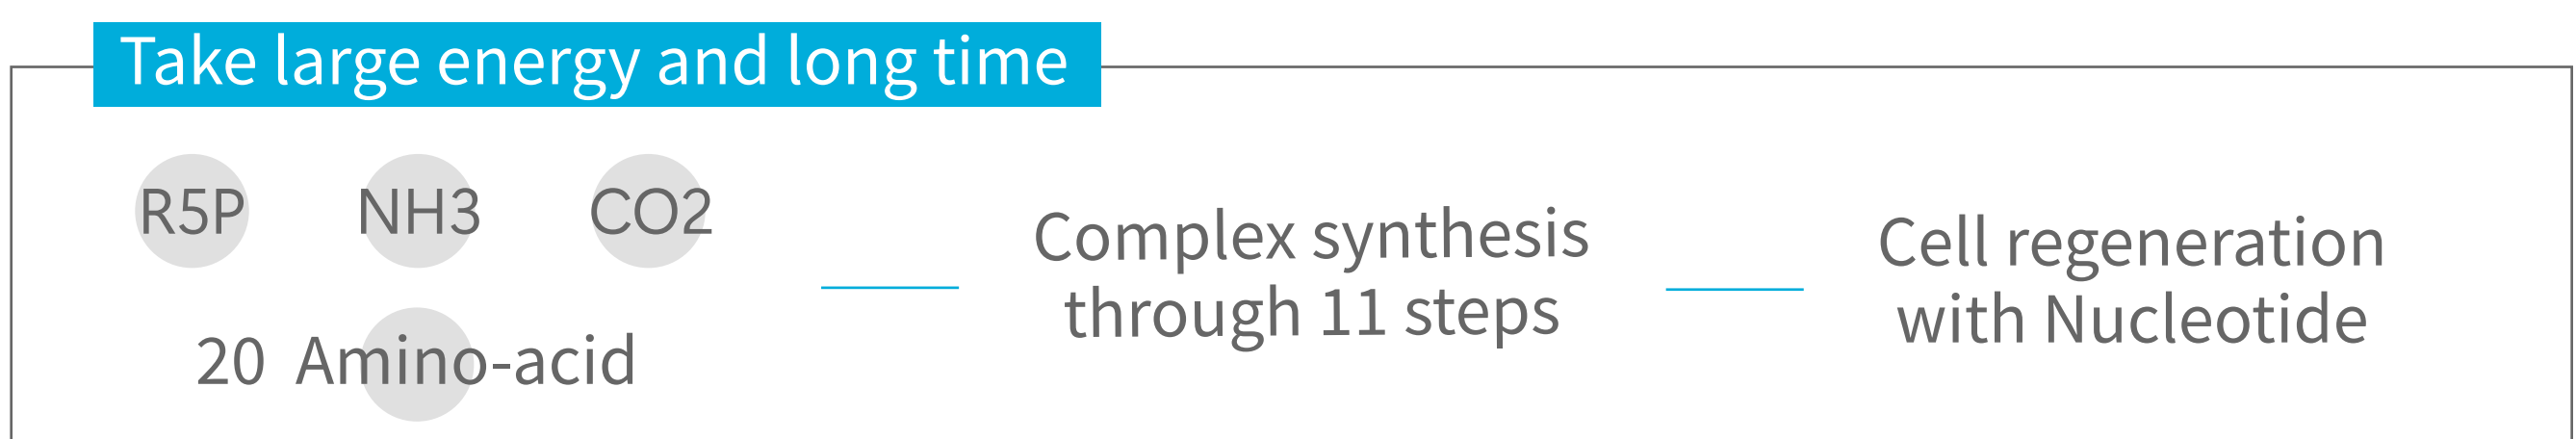 Take large energy and long time
R5P NH3 CO2
20 Amino-acid
Complex synthesis
through 11 steps
Cell regeneration
with Nucleotide